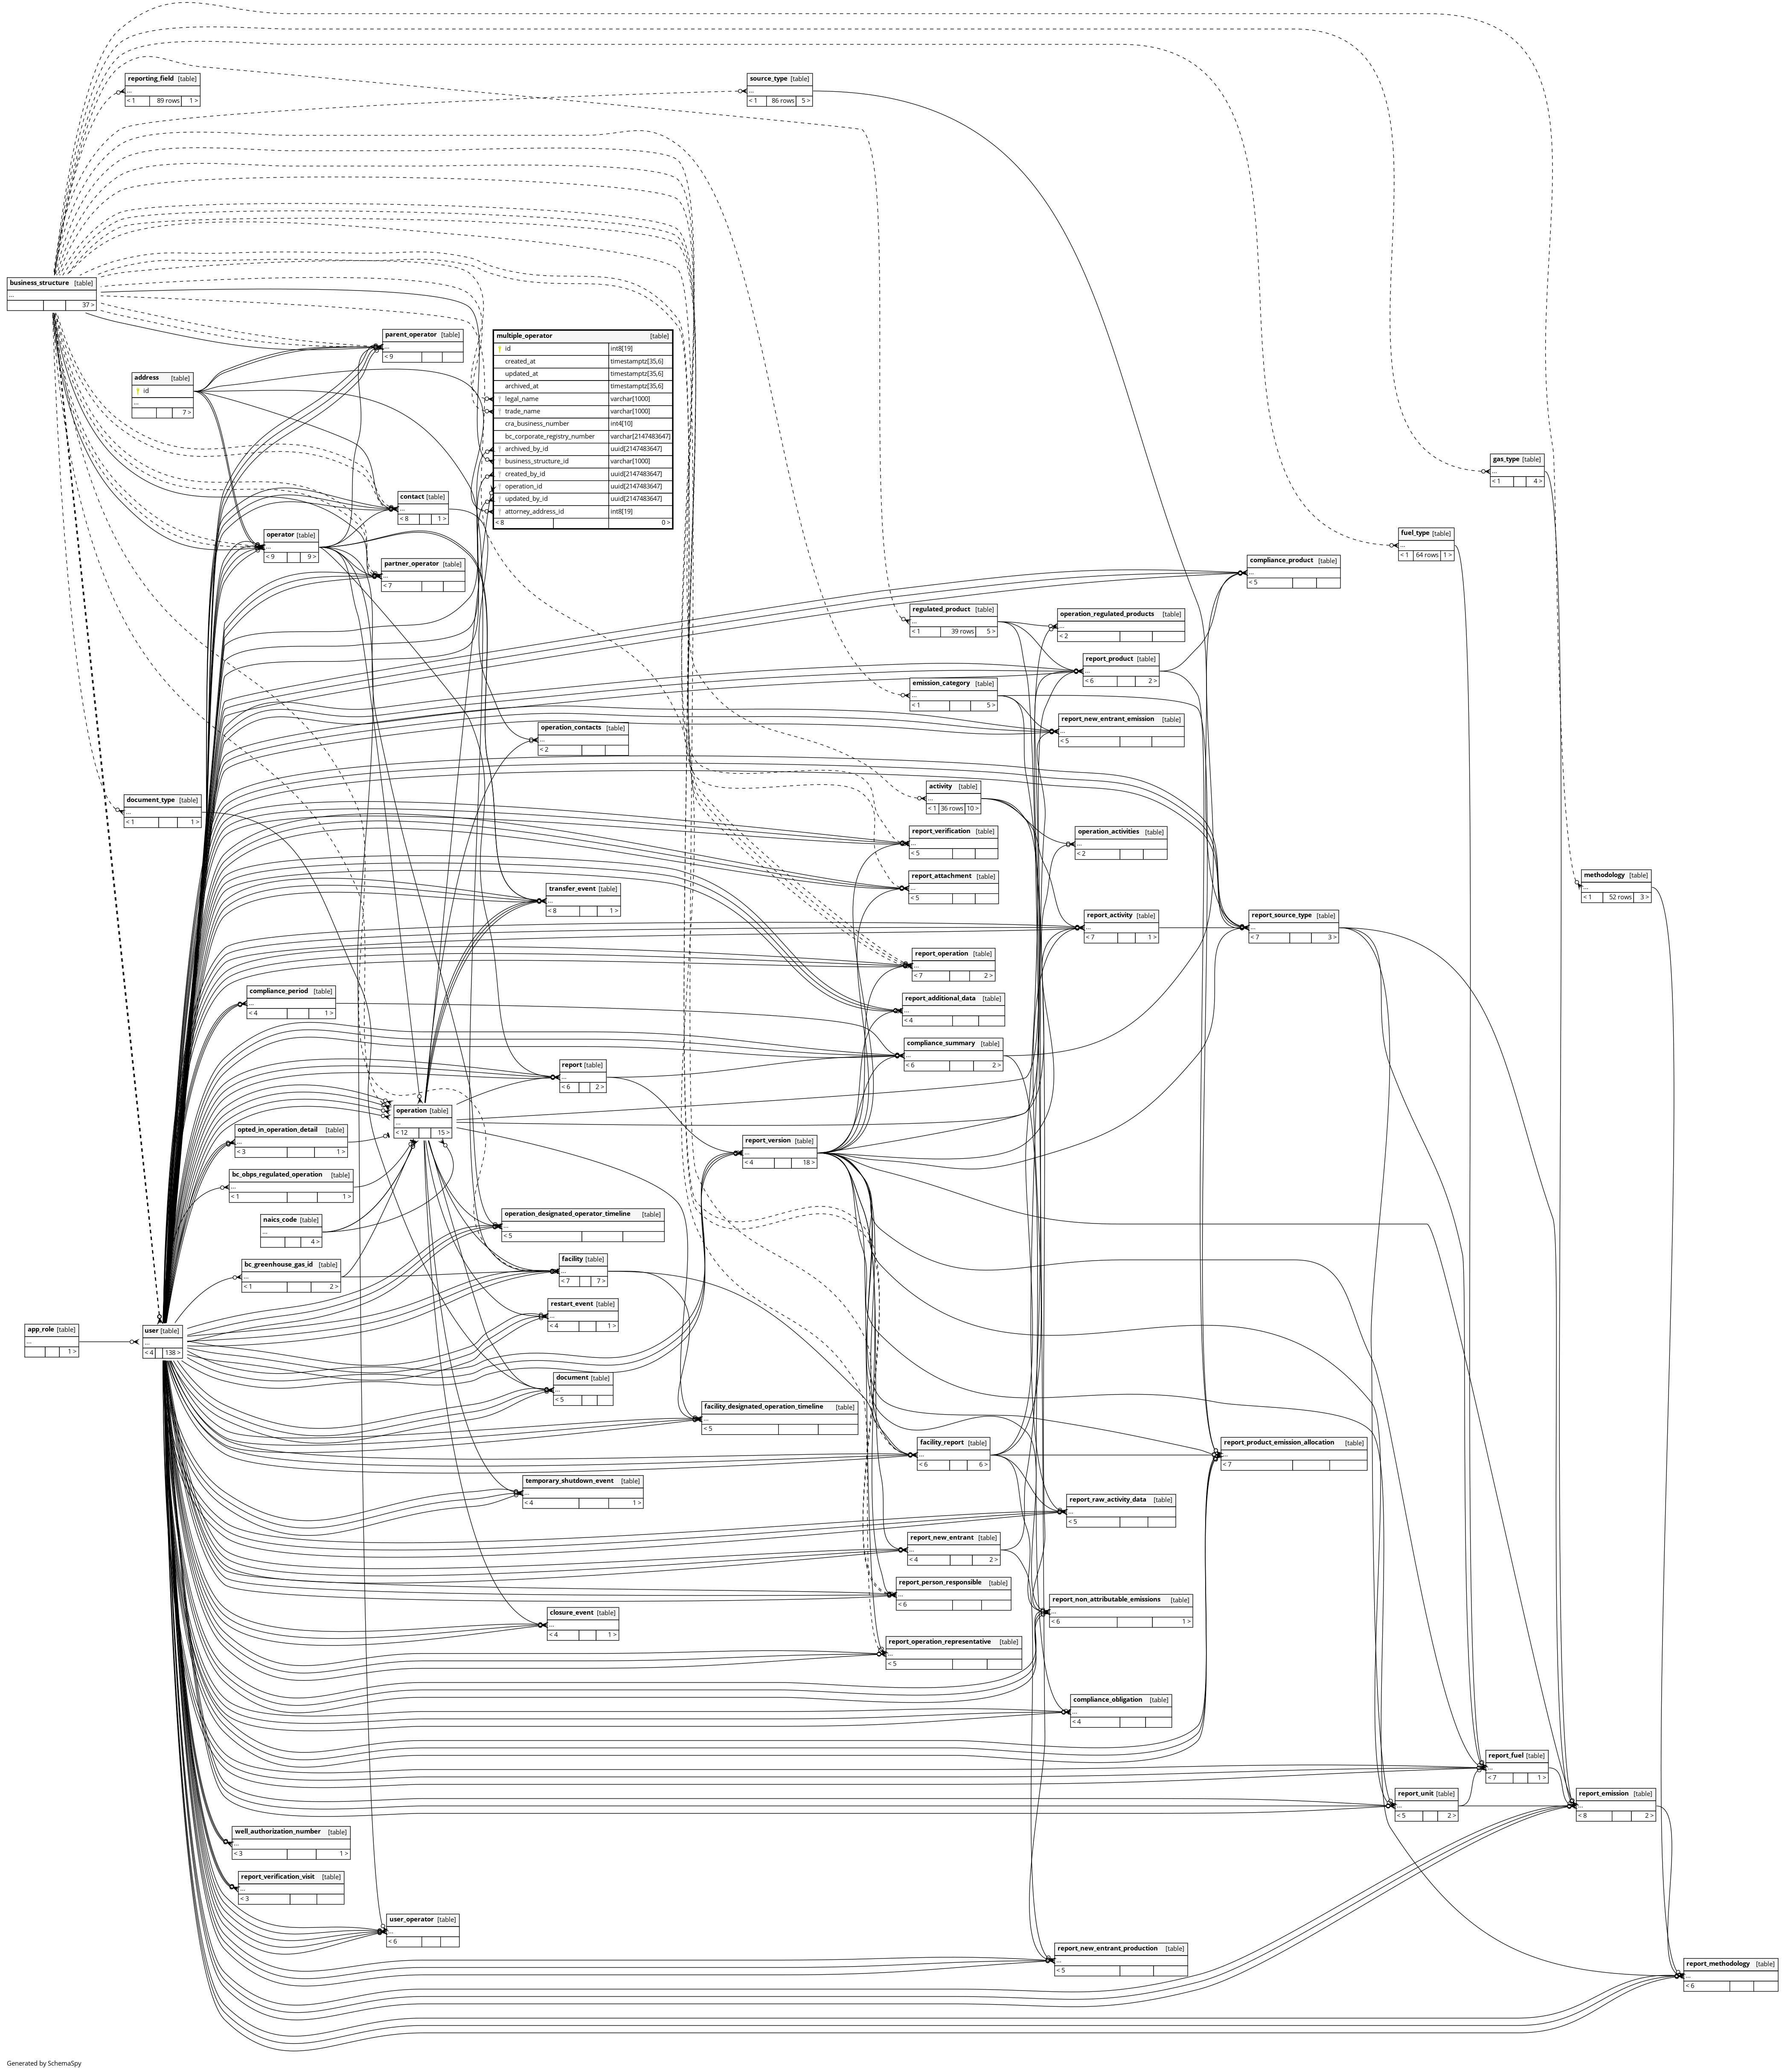 reporting_field [table]
...
< 1 89 rows 1 >
source_type [table]
...
< 1 86 rows 5 >
business_structure [table]
...
37 >
parent_operator [table]
...
< 9
multiple_operator [table]
id int8[19]
created_at timestamptz[35,6]
updated_at timestamptz[35,6]
archived_at timestamptz[35,6]
legal_name varchar[1000]
trade_name varchar[1000]
cra_business_number int4[10]
bc_corporate_registry_number varchar[2147483647]
archived_by_id uuid[2147483647]
business_structure_id varchar[1000]
created_by_id uuid[2147483647]
operation_id uuid[2147483647]
updated_by_id uuid[2147483647]
attorney_address_id int8[19]
< 8 0 >
address [table]
id
...
7 >
gas_type [table]
...
< 1 4 >
contact [table]
...
< 8 1 >
operator [table]
...
< 9 9 >
fuel_type [table]
...
< 1 64 rows 1 >
partner_operator [table]
...
< 7
compliance_product [table]
...
< 5
regulated_product [table]
...
< 1 39 rows 5 >
operation_regulated_products [table]
...
< 2
report_product [table]
...
< 6 2 >
emission_category [table]
...
< 1 5 >
report_new_entrant_emission [table]
...
< 5
operation_contacts [table]
...
< 2
activity [table]
...
< 1 36 rows 10 >
document_type [table]
...
< 1 1 >
report_verification [table]
...
< 5
operation_activities [table]
...
< 2
report_attachment [table]
...
< 5
methodology [table]
...
< 1 52 rows 3 >
transfer_event [table]
...
< 8 1 >
report_activity [table]
...
< 7 1 >
report_source_type [table]
...
< 7 3 >
report_operation [table]
...
< 7 2 >
compliance_period [table]
...
< 4 1 >
report_additional_data [table]
...
< 4
compliance_summary [table]
...
< 6 2 >
report [table]
...
< 6 2 >
operation [table]
...
< 12 15 >
opted_in_operation_detail [table]
...
< 3 1 >
report_version [table]
...
< 4 18 >
bc_obps_regulated_operation [table]
...
< 1 1 >
naics_code [table]
...
4 >
operation_designated_operator_timeline [table]
...
< 5
bc_greenhouse_gas_id [table]
...
< 1 2 >
facility [table]
...
< 7 7 >
restart_event [table]
...
< 4 1 >
app_role [table]
...
1 >
user [table]
...
< 4 138 >
document [table]
...
< 5
facility_designated_operation_timeline [table]
...
< 5
facility_report [table]
...
< 6 6 >
report_product_emission_allocation [table]
...
< 7
temporary_shutdown_event [table]
...
< 4 1 >
report_raw_activity_data [table]
...
< 5
report_new_entrant [table]
...
< 4 2 >
report_person_responsible [table]
...
< 6
report_non_attributable_emissions [table]
...
< 6 1 >
closure_event [table]
...
< 4 1 >
report_operation_representative [table]
...
< 5
compliance_obligation [table]
...
< 4
report_fuel [table]
...
< 7 1 >
report_unit [table]
...
< 5 2 >
report_emission [table]
...
< 8 2 >
well_authorization_number [table]
...
< 3 1 >
report_verification_visit [table]
...
< 3
user_operator [table]
...
< 6
report_new_entrant_production [table]
...
< 5
report_methodology [table]
...
< 6
Generated by SchemaSpy